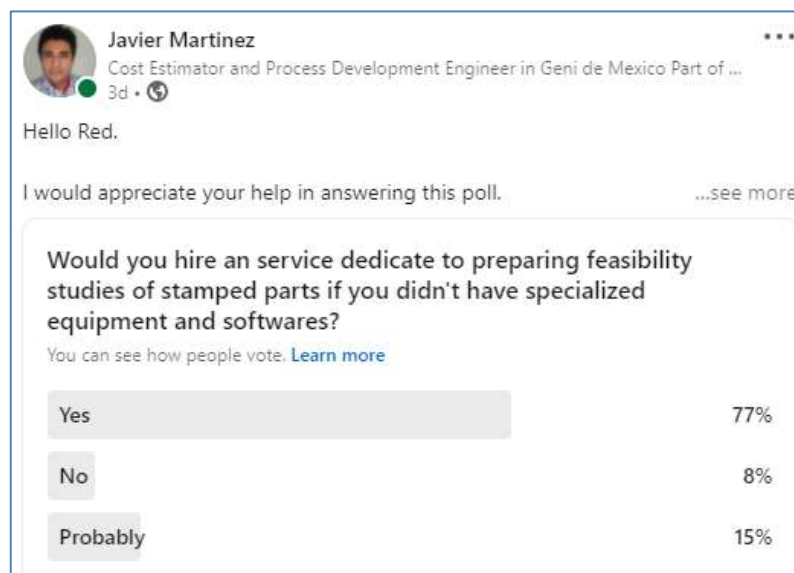 Javier Martinez
Cost Estimator and Process Development Engineer in Geni de Mexico Part of ...
3d •
Hello Red,
I would appreciate your help in answering this poll. ...see more
Would you hire an service dedicate to preparing feasibility
studies of stamped parts if you didn't have specialized
equipment and softwares?
You can see how people vote. Learn more
Yes 77%
No 8%
Probably 15%